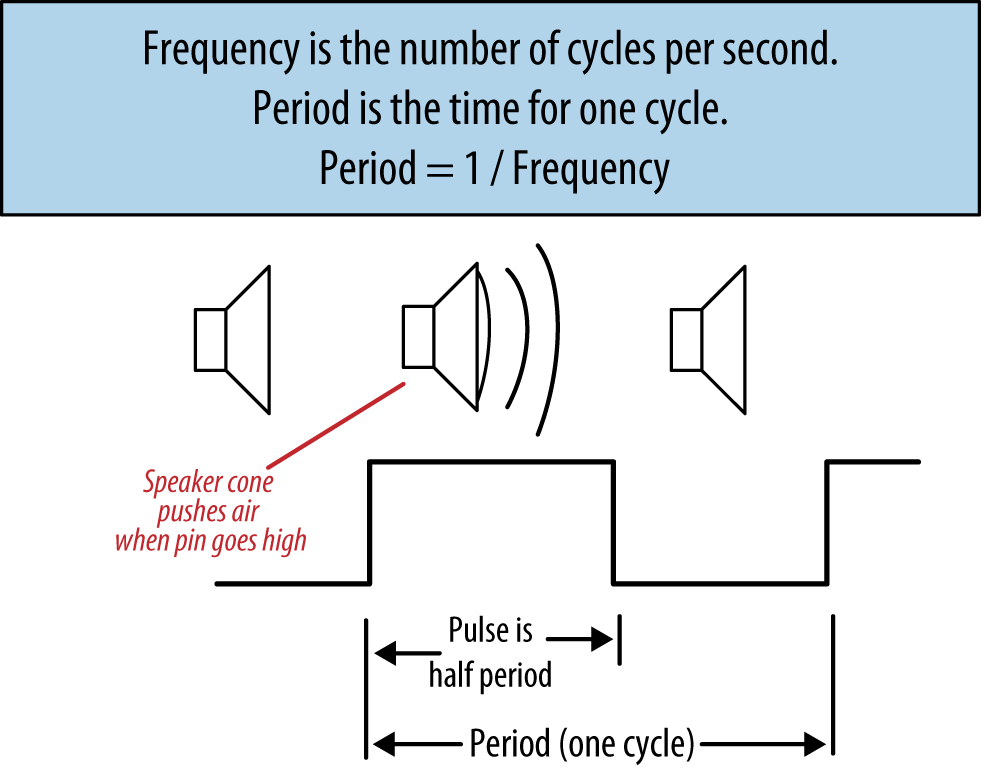 Frequency is the number of cycles per second.
Period is the time for one cycle.
Period = 1 / Frequency
Speaker cone
pushes air
when pin goes high
Pulse is
half period
Period (one cycle)